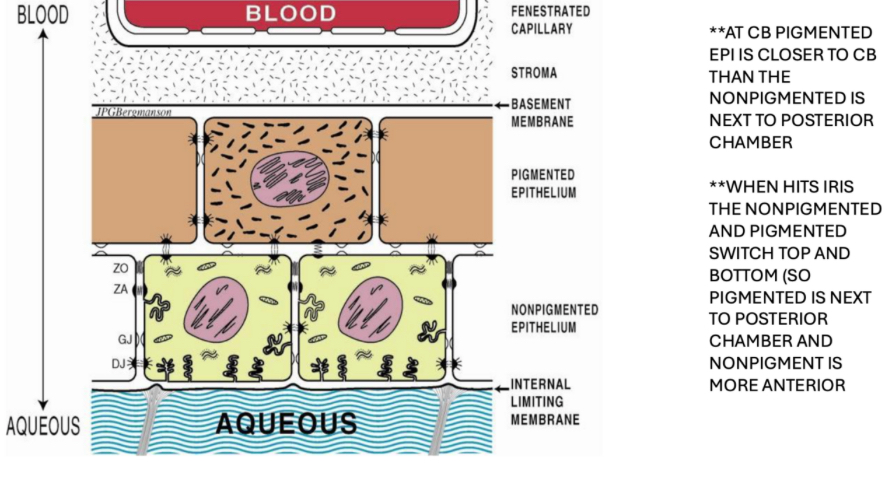 BLOOD
BLOOD
FENESTRATED
CAPILLARY
STROMA
BASEMENT
MEMBRANE
JPGBergmanson
PIGMENTED
EPITHELIUM
ZO
ZA
GJ
DJ
NONPIGMENTED
EPITHELIUM
INTERNAL
LIMITING
MEMBRANE
AQUEOUS
AQUEOUS
**AT CB PIGMENTED
EPI IS CLOSER TO CB
THAN THE
NONPIGMENTED IS
NEXT TO POSTERIOR
CHAMBER
**WHEN HITS IRIS
THE NONPIGMENTED
AND PIGMENTED
SWITCH TOP AND
BOTTOM (SO
PIGMENTED IS NEXT
TO POSTERIOR
CHAMBER AND
NONPIGMENT IS
MORE ANTERIOR